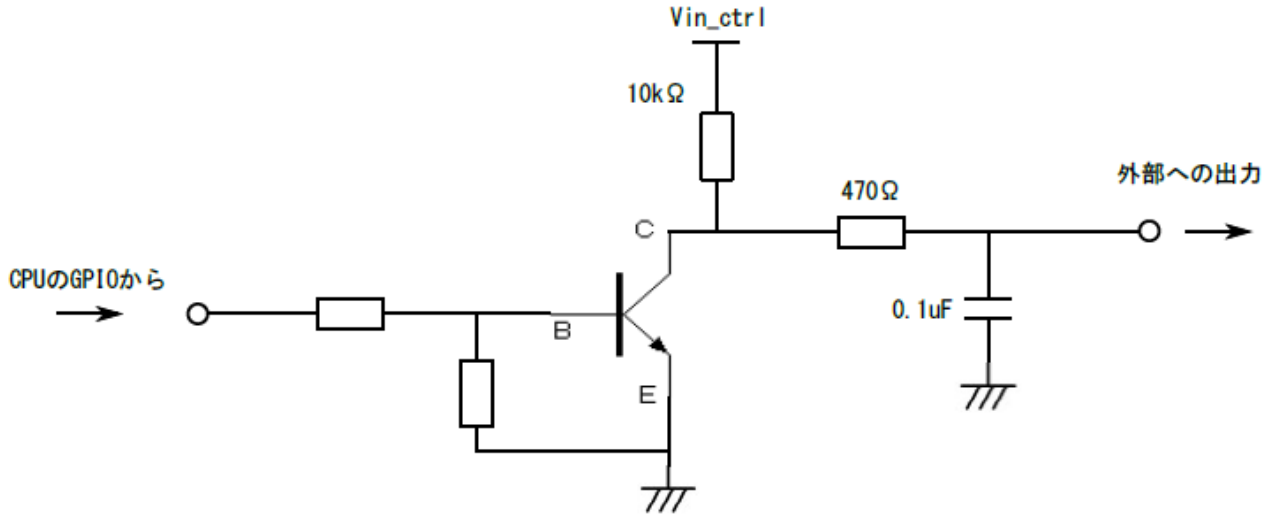 Vin_ctrl
10kΩ
外部への出力
470Ω
C
CPUのGPIOから
0.1uF
B
E